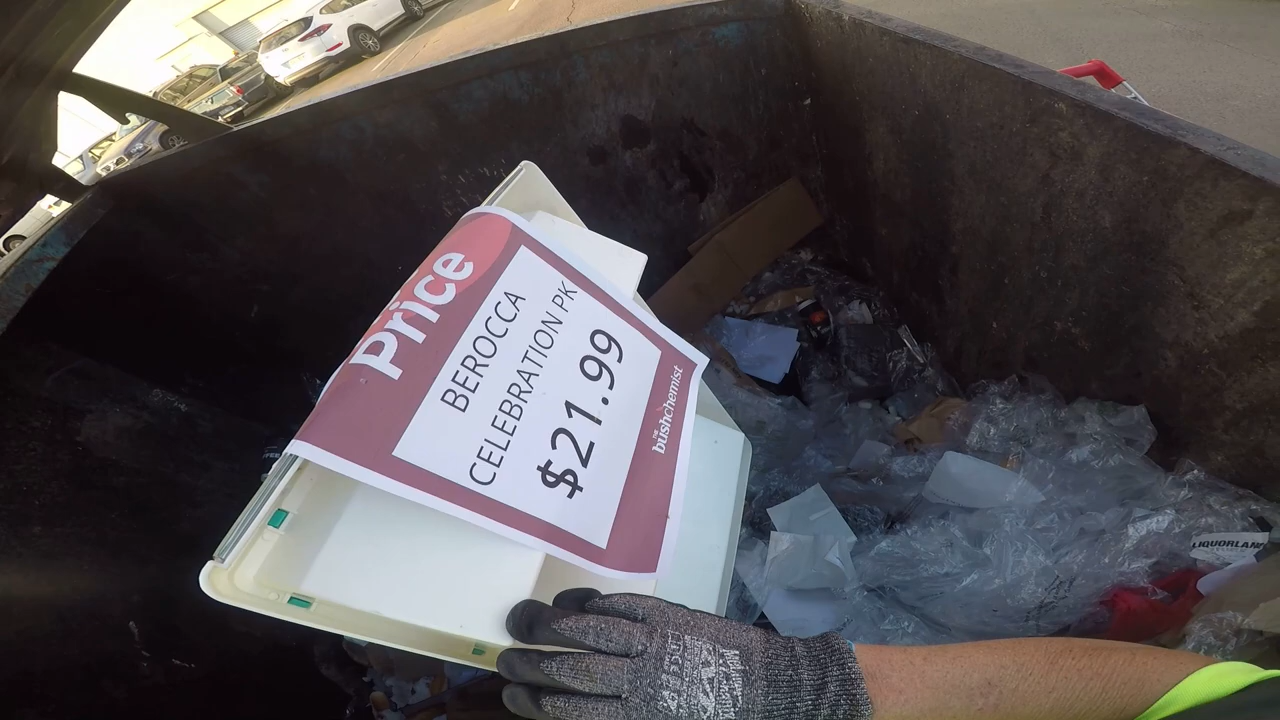 Price
BEROCCA
CELEBRATION PK
$21.99
THE
bushchemist
LIQUORLAND